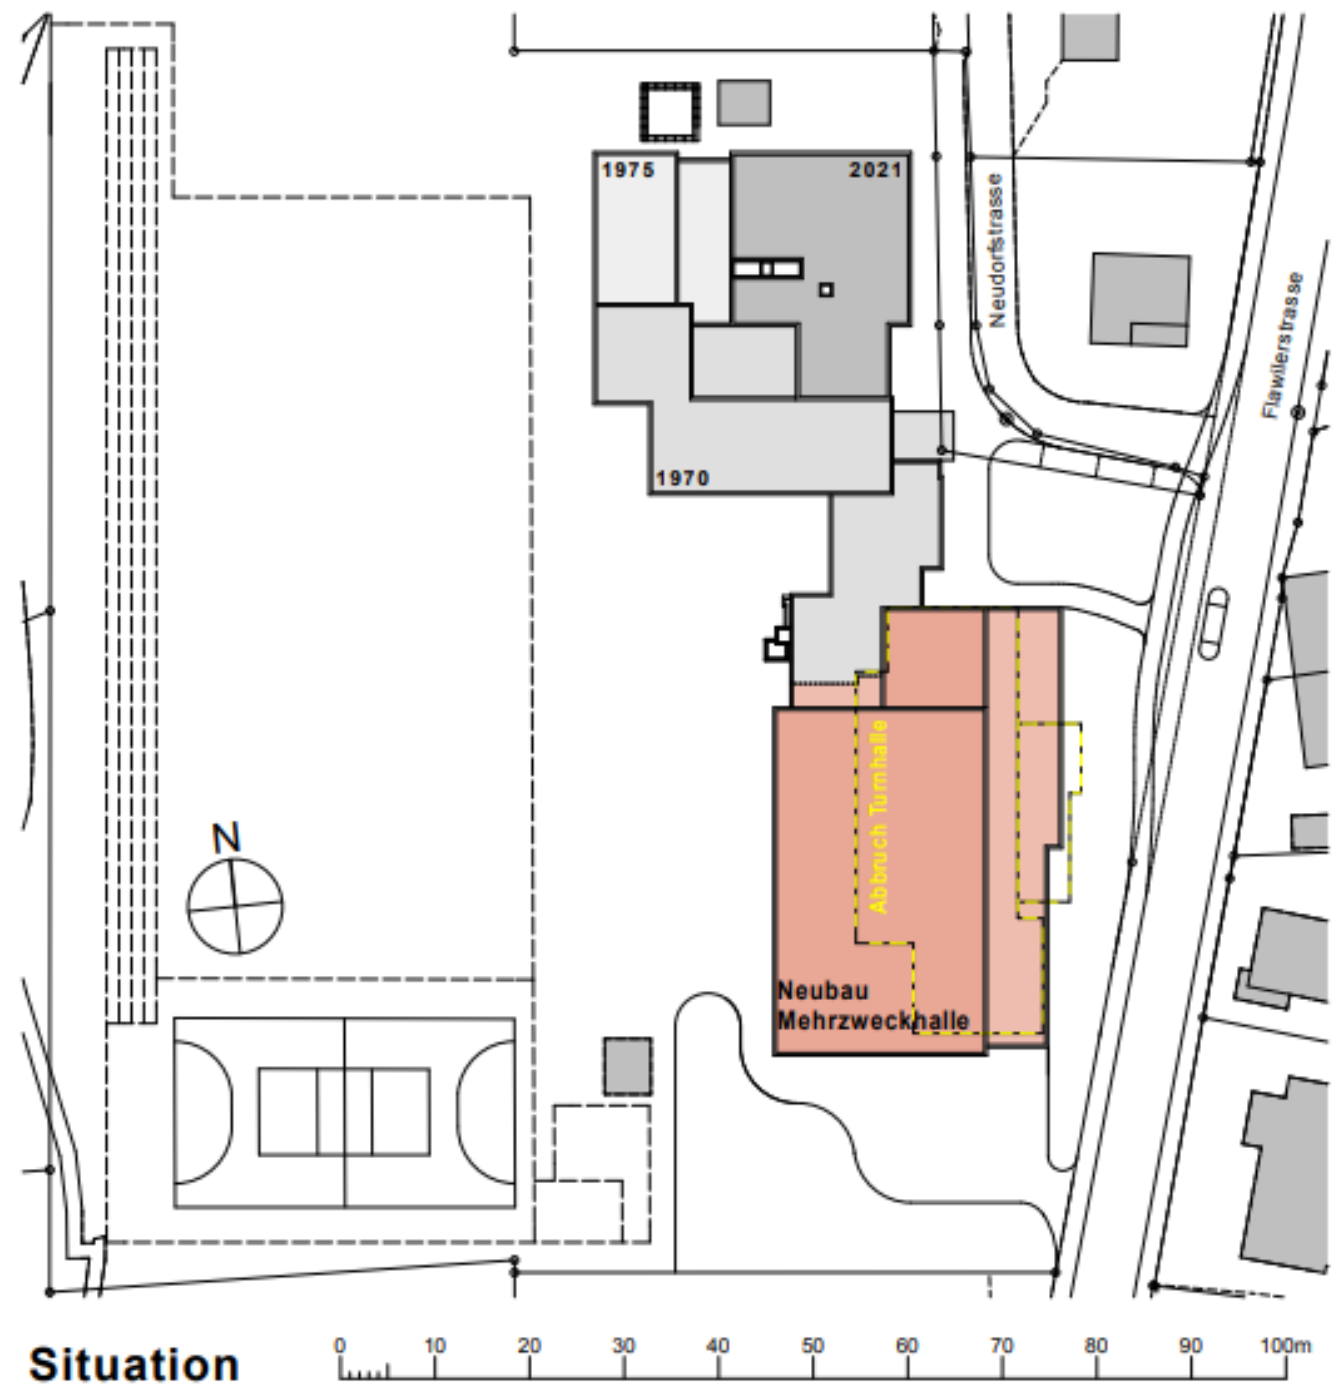 1975
2021
Neudorfstrasse
Flawilerstrasse
1970
Abbruch Turnhalle
N
Neubau
Mehrzweckhalle
Situation
0 10 20 30 40 50 60 70 80 90 100m